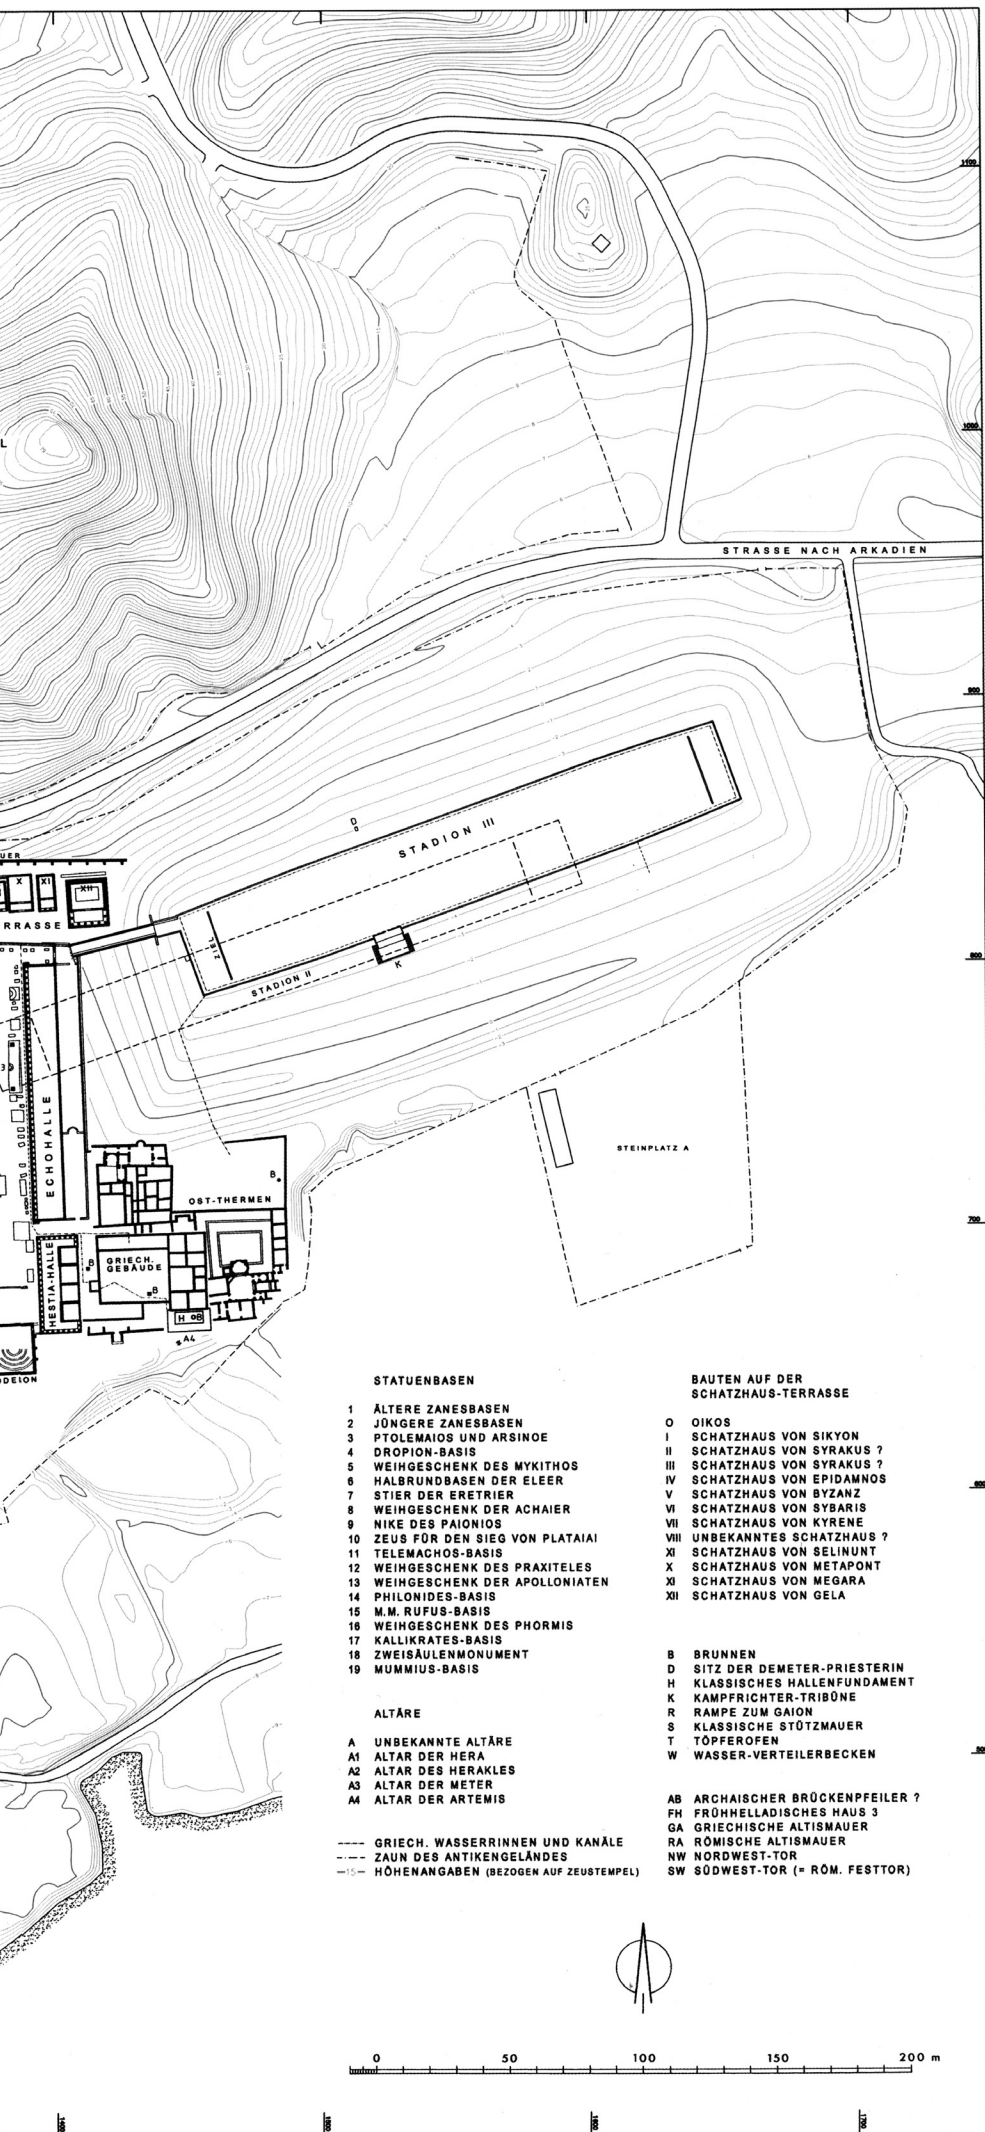 1100
L
1000
STRASSE NACH ARKADIEN
900
D
STADION III
UER
X
XI
XII
RRASSE
ZIEL
K
STADION II
800
3
ECHOHALLE
STEINPLATZ A
B
OST-THERMEN
700
HESTIA-HALLE
B
GRIECH.
GEBÄUDE
B
H B
A4
ODEION
STATUENBASEN
1 ÄLTERE ZANESBASEN
2 JÜNGERE ZANESBASEN
3 PTOLEMAIOS UND ARSINOE
4 DROPION-BASIS
5 WEIHGESCHENK DES MYKITHOS
6 HALBRUNDBASEN DER ELEER
7 STIER DER ERETRIER
8 WEIHGESCHENK DER ACHAIER
9 NIKE DES PAIONIOS
10 ZEUS FÜR DEN SIEG VON PLATAIAI
11 TELEMACHOS-BASIS
12 WEIHGESCHENK DES PRAXITELES
13 WEIHGESCHENK DER APOLLONIATEN
14 PHILONIDES-BASIS
15 M.M. RUFUS-BASIS
16 WEIHGESCHENK DES PHORMIS
17 KALLIKRATES-BASIS
18 ZWEISÄULENMONUMENT
19 MUMMIUS-BASIS
ALTÄRE
A UNBEKANNTE ALTÄRE
A1 ALTAR DER HERA
A2 ALTAR DES HERAKLES
A3 ALTAR DER METER
A4 ALTAR DER ARTEMIS
GRIECH. WASSERRINNEN UND KANÄLE
ZAUN DES ANTIKENGELÄNDES
15 HÖHENANGABEN (BEZOGEN AUF ZEUSTEMPEL)
BAUTEN AUF DER
SCHATZHAUS-TERRASSE
O OIKOS
I SCHATZHAUS VON SIKYON
II SCHATZHAUS VON SYRAKUS ?
III SCHATZHAUS VON SYRAKUS ?
IV SCHATZHAUS VON EPIDAMNOS
V SCHATZHAUS VON BYZANZ
VI SCHATZHAUS VON SYBARIS
VII SCHATZHAUS VON KYRENE
VIII UNBEKANNTES SCHATZHAUS ?
XI SCHATZHAUS VON SELINUNT
X SCHATZHAUS VON METAPONT
XI SCHATZHAUS VON MEGARA
XII SCHATZHAUS VON GELA
600
B BRUNNEN
D SITZ DER DEMETER-PRIESTERIN
H KLASSISCHES HALLENFUNDAMENT
K KAMPFRICHTER-TRIBÜNE
R RAMPE ZUM GAION
S KLASSISCHE STÜTZMAUER
T TÖPFEROFEN
W WASSER-VERTEILERBECKEN
500
AB ARCHAISCHER BRÜCKENPFEILER ?
FH FRÜHHELLADISCHES HAUS 3
GA GRIECHISCHE ALTISMAUER
RA RÖMISCHE ALTISMAUER
NW NORDWEST-TOR
SW SÜDWEST-TOR (= RÖM. FESTTOR)
0 50 100 150 200 m
1400 1500 1600 1700